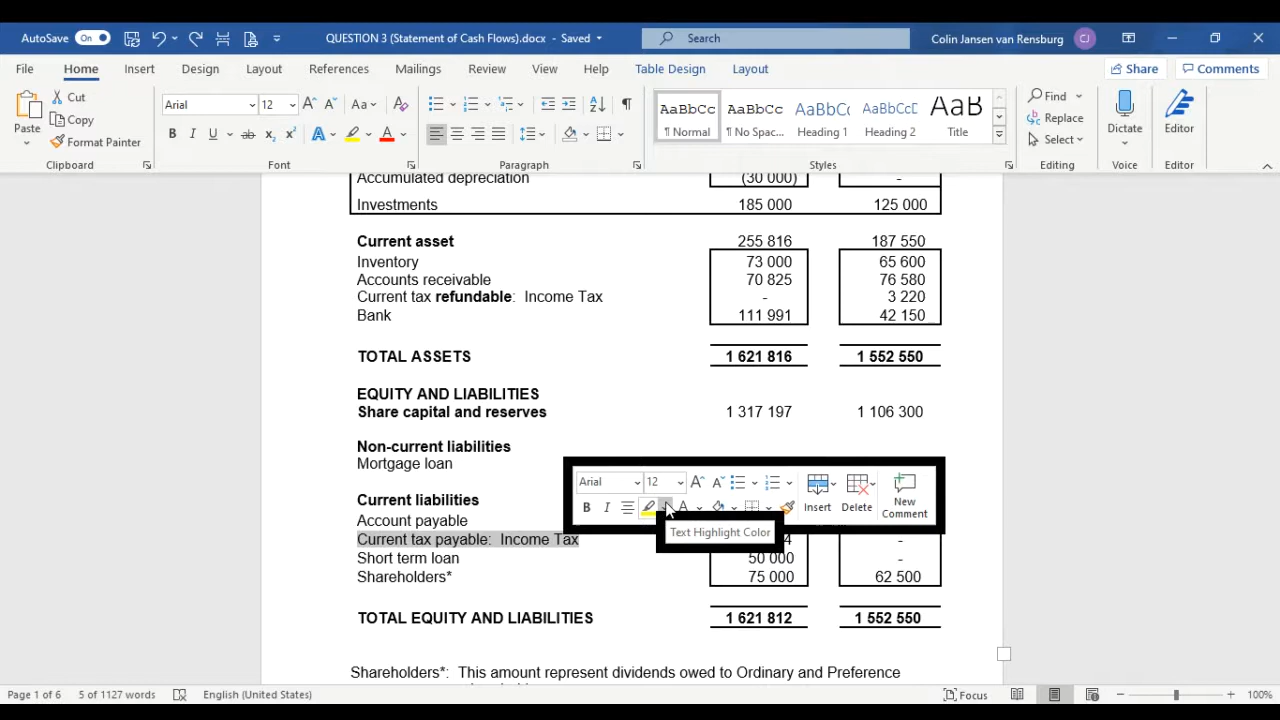 AutoSave On QUESTION 3 (Statement of Cash Flows).docx - Saved Search Colin Jansen van Rensburg CJ
File Home Insert Design Layout References Mailings Review View Help Table Design Layout Share Comments
Paste Cut Copy Format Painter
Clipboard
Arial 12 Aa
B I U ab x₂ x² A A
Font
Paragraph
AaBbCc AaBbCc AaBbC AaBbCcD AaB
¶ Normal ¶ No Spac... Heading 1 Heading 2 Title
Styles
Find
Replace
Select
Editing
Dictate
Voice
Editor
Editor
Accumulated depreciation (30 000) -
Investments 185 000 125 000
Current asset 255 816 187 550
Inventory 73 000 65 600
Accounts receivable 70 825 76 580
Current tax refundable: Income Tax - 3 220
Bank 111 991 42 150
TOTAL ASSETS 1 621 816 1 552 550
EQUITY AND LIABILITIES
Share capital and reserves 1 317 197 1 106 300
Non-current liabilities
Mortgage loan
Current liabilities
Account payable
Arial 12
B I A
Insert Delete New Comment
Text Highlight Color
Current tax payable: Income Tax 4 -
Short term loan 50 000 -
Shareholders* 75 000 62 500
TOTAL EQUITY AND LIABILITIES 1 621 812 1 552 550
Shareholders*: This amount represent dividends owed to Ordinary and Preference
Page 1 of 6 5 of 1127 words English (United States) Focus 100%